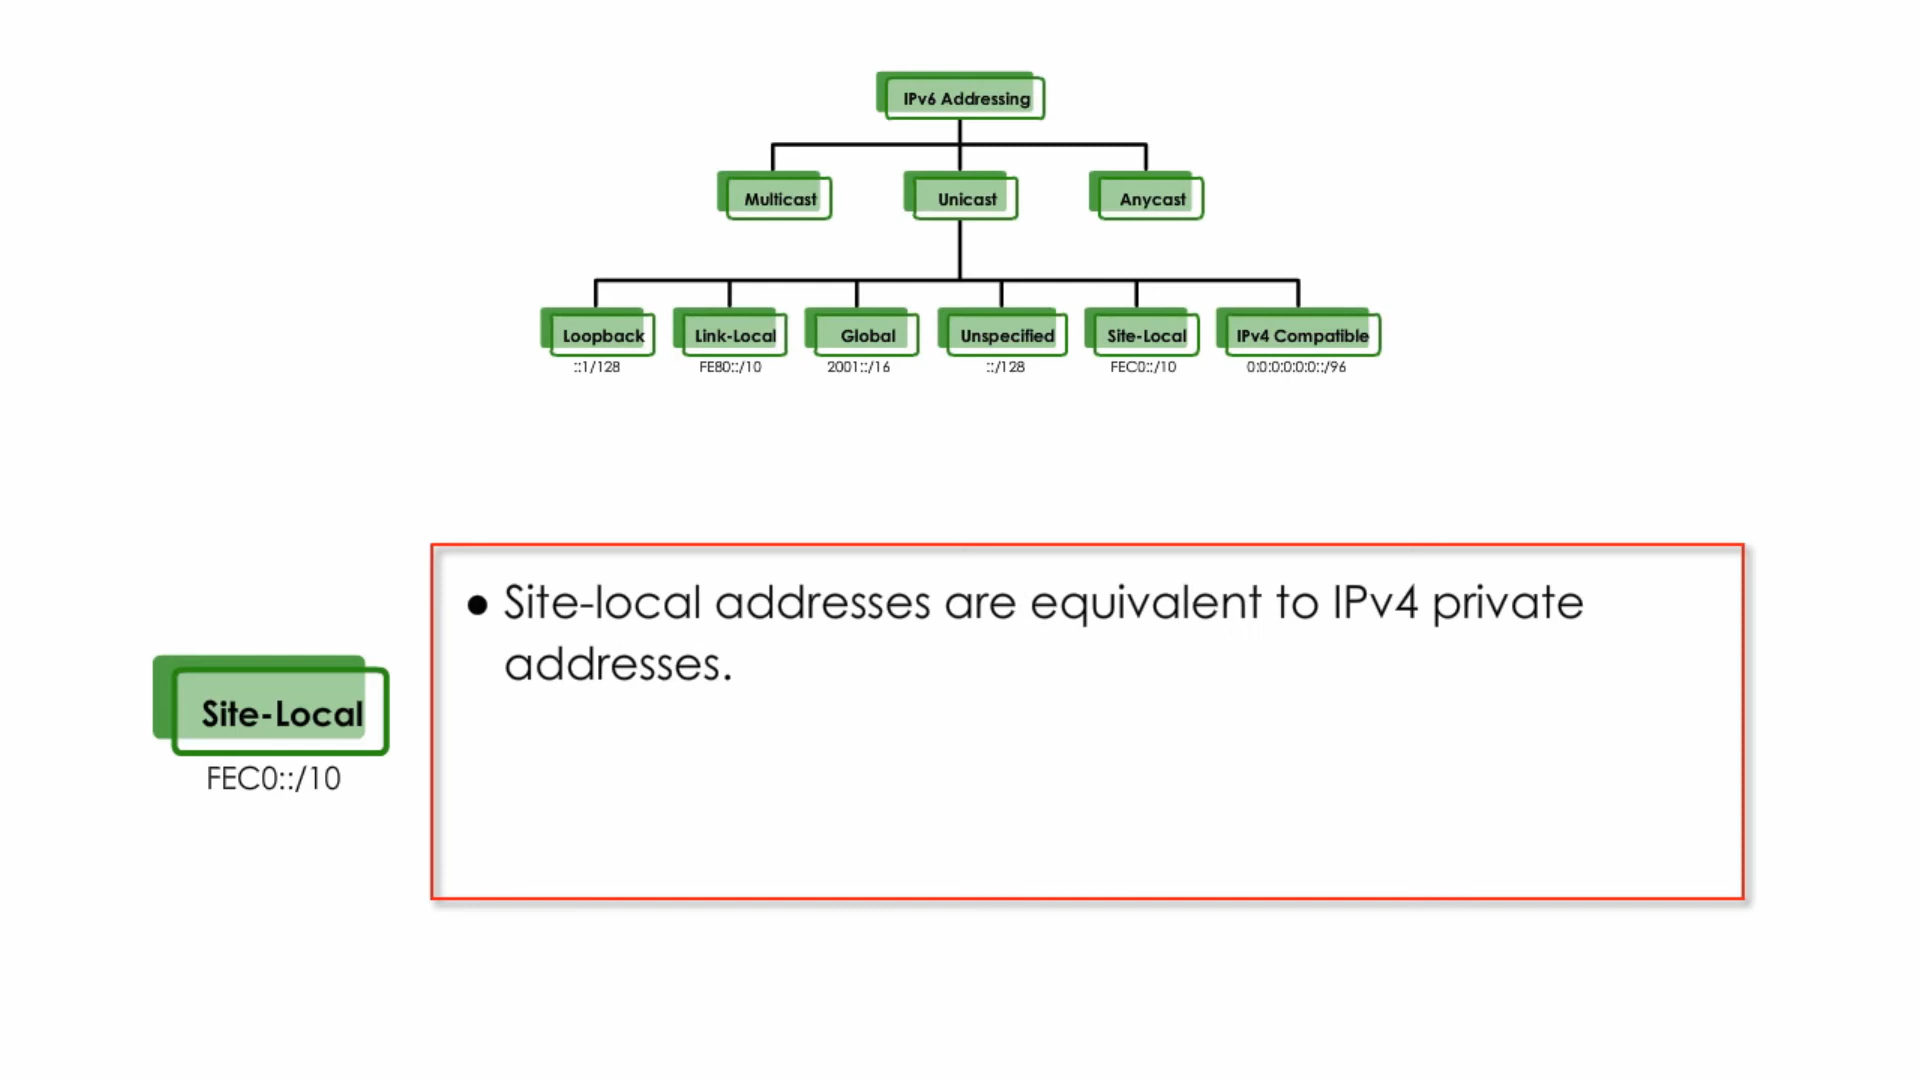 IPv6 Addressing
Multicast
Unicast
Anycast
Loopback
Link-Local
Global
Unspecified
Site-Local
IPv4 Compatible
::1/128
FE80::/10
2001::/16
::/128
FEC0::/10
0:0:0:0:0:0::/96
● Site-local addresses are equivalent to IPv4 private
addresses.
Site-Local
FEC0::/10